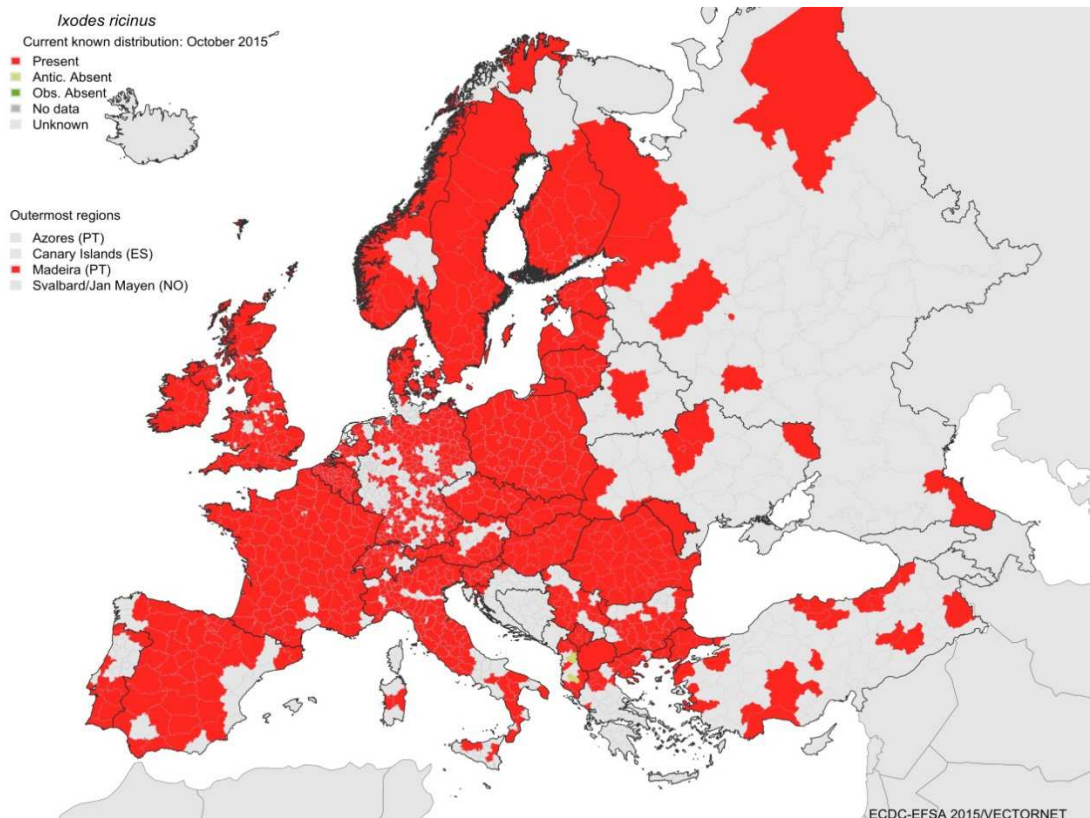 Ixodes ricinus
Current known distribution: October 2015
Present
Antic. Absent
Obs. Absent
No data
Unknown
Outermost regions
Azores (PT)
Canary Islands (ES)
Madeira (PT)
Svalbard/Jan Mayen (NO)
ECDC-EFSA 2015/VECTORNET